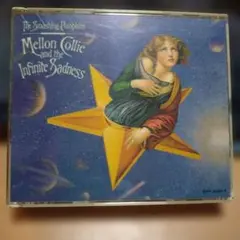 The Smashing Pumpkins
Mellon Collie
and the
Infinite Sadness